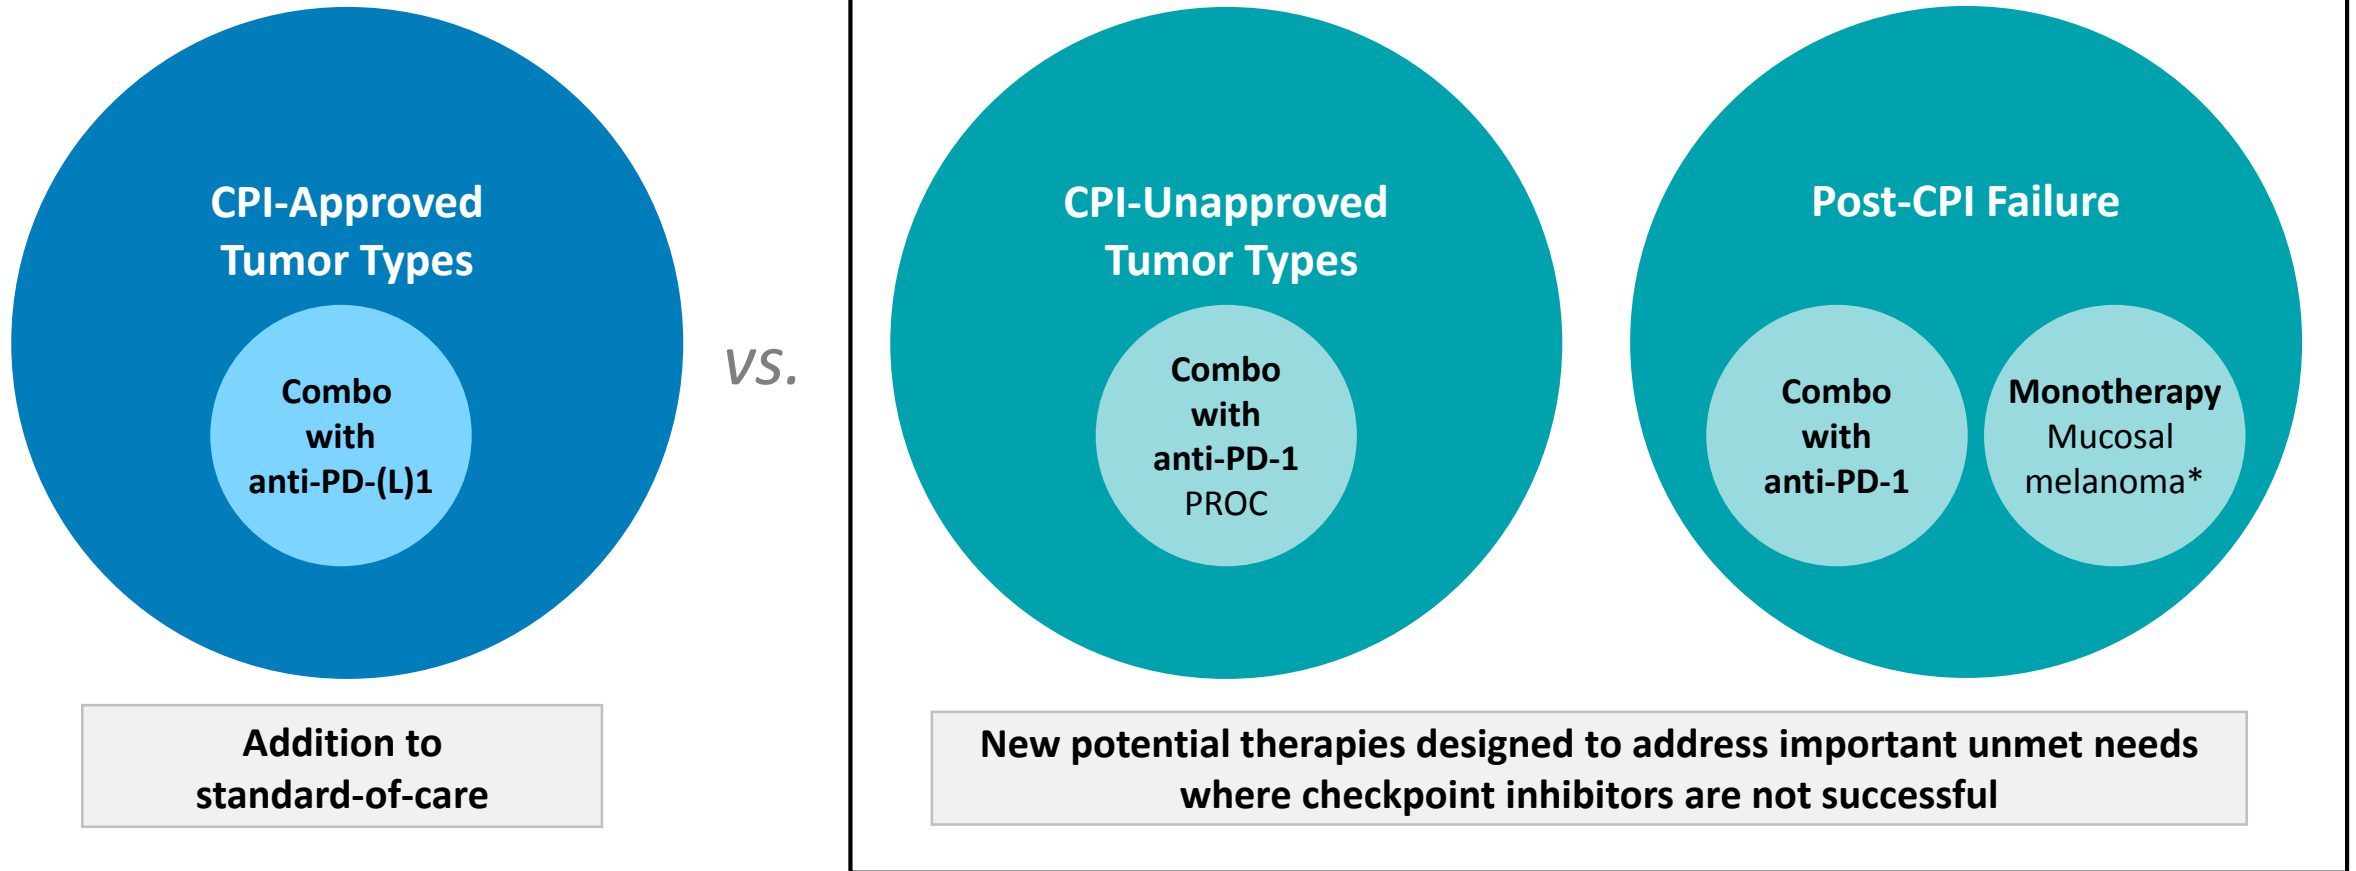 CPI-Approved
Tumor Types
Combo
with
anti-PD-(L)1
Addition to
standard-of-care
vs.
CPI-Unapproved
Tumor Types
Combo
with
anti-PD-1
PROC
Post-CPI Failure
Combo
with
anti-PD-1
Monotherapy
Mucosal
melanoma*
New potential therapies designed to address important unmet needs
where checkpoint inhibitors are not successful